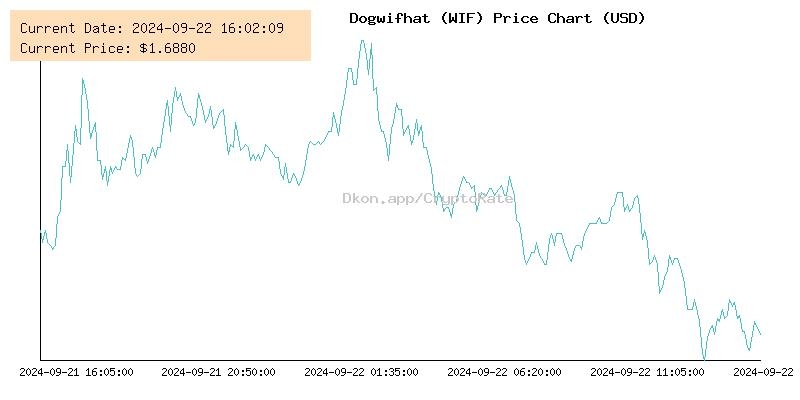 Dogwifhat (WIF) Price Chart (USD)
Current Date: 2024-09-22 16:02:09
Current Price: $1.6880
Dkon.app/CryptoRate
2024-09-21 16:05:00 2024-09-21 20:50:00 2024-09-22 01:35:00 2024-09-22 06:20:00 2024-09-22 11:05:00 2024-09-22